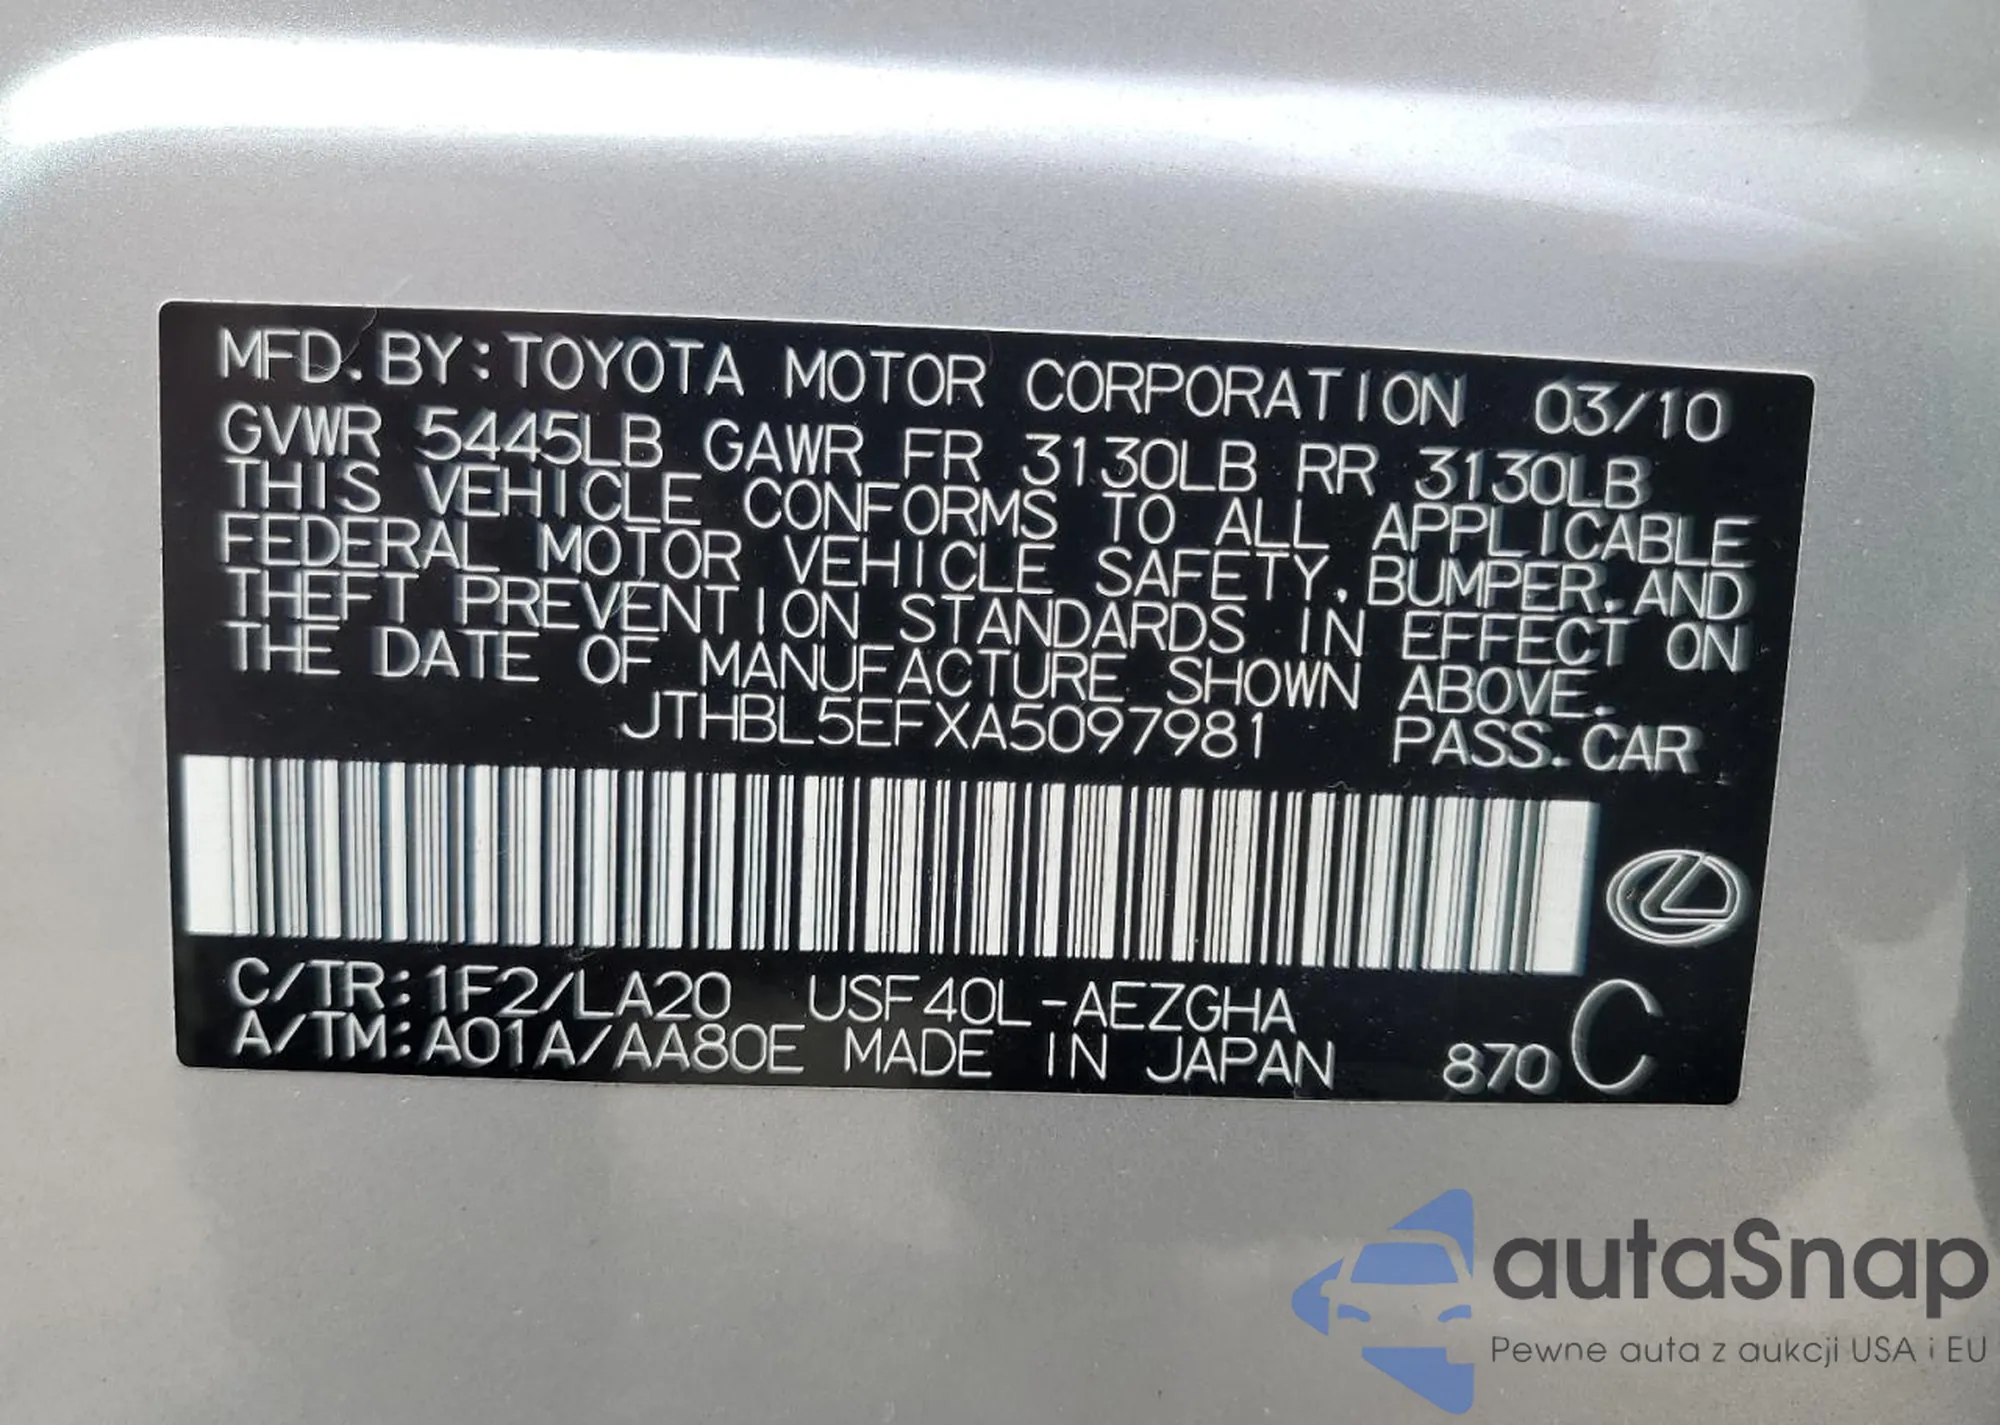 MFD.BY:TOYOTA MOTOR CORPORATION 03/10
GVWR 5445LB GAWR FR 3130LB RR 3130LB
THIS VEHICLE CONFORMS TO ALL APPLICABLE
FEDERAL MOTOR VEHICLE SAFETY,BUMPER,AND
THEFT PREVENTION STANDARDS IN EFFECT ON
THE DATE OF MANUFACTURE SHOWN ABOVE.
JTHBL5EFXA5097981 PASS.CAR
C/TR:1F2/LA20 USF40L-AEZGHA
A/TM:A01A/AA80E MADE IN JAPAN 870 C
autaSnap
Pewne auta z aukcji USA i EU